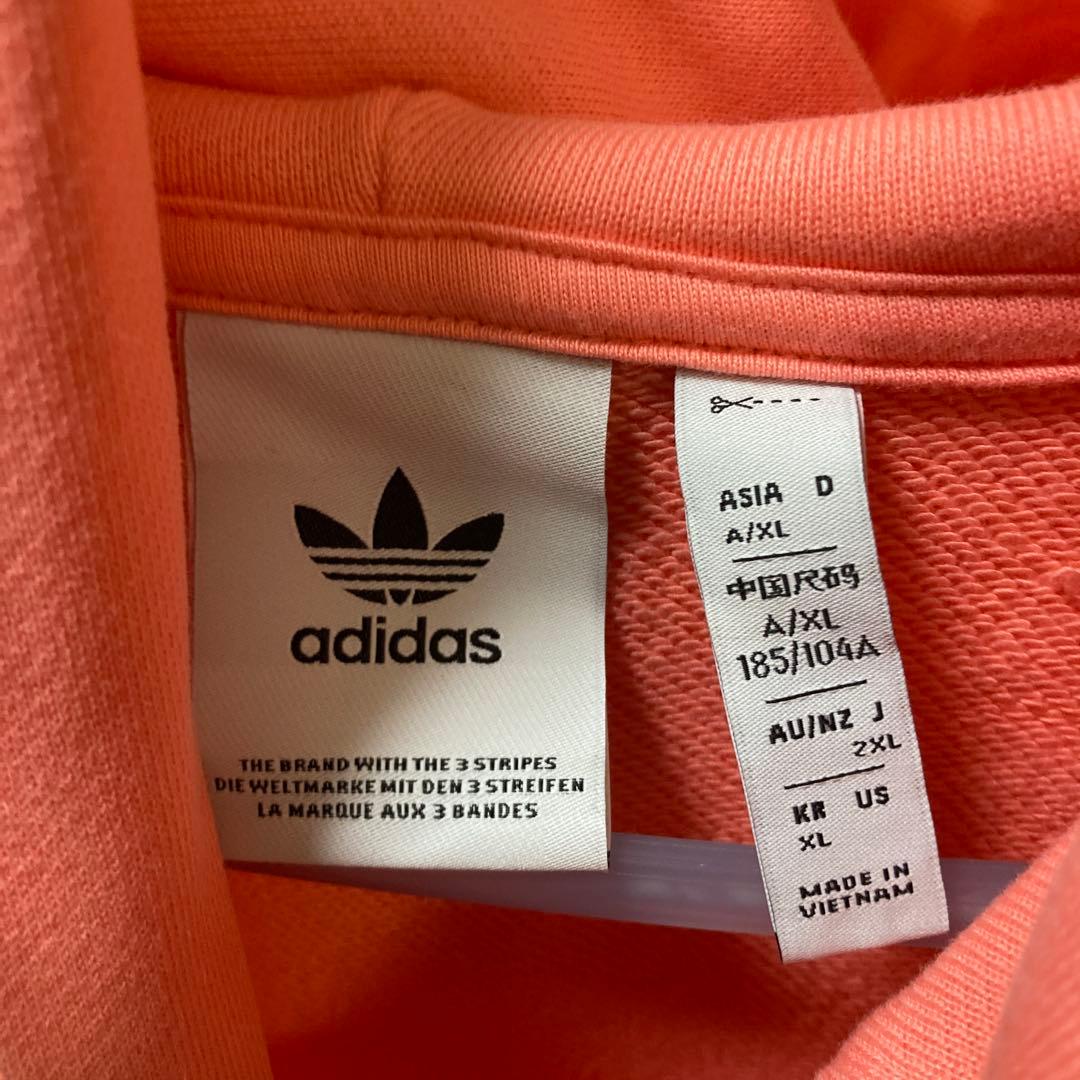 adidas
THE BRAND WITH THE 3 STRIPES
DIE WELTMARKE MIT DEN 3 STREIFEN
LA MARQUE AUX 3 BANDES
ASIA D
A/XL
中国尺码
A/XL
185/104A
AU/NZ J
2XL
KR US
XL
MADE IN
VIETNAM